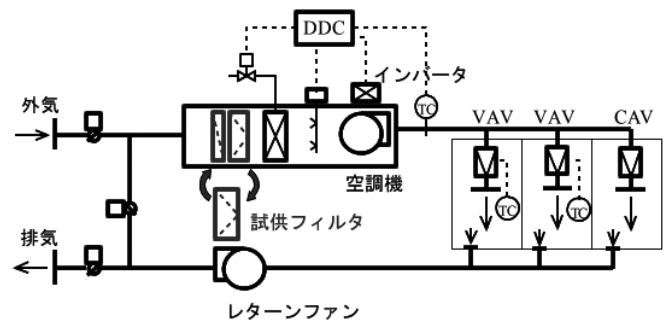 DDC
インバータ
外気
TC
VAV
VAV
CAV
空調機
TC
TC
試供フィルタ
排気
レターンファン